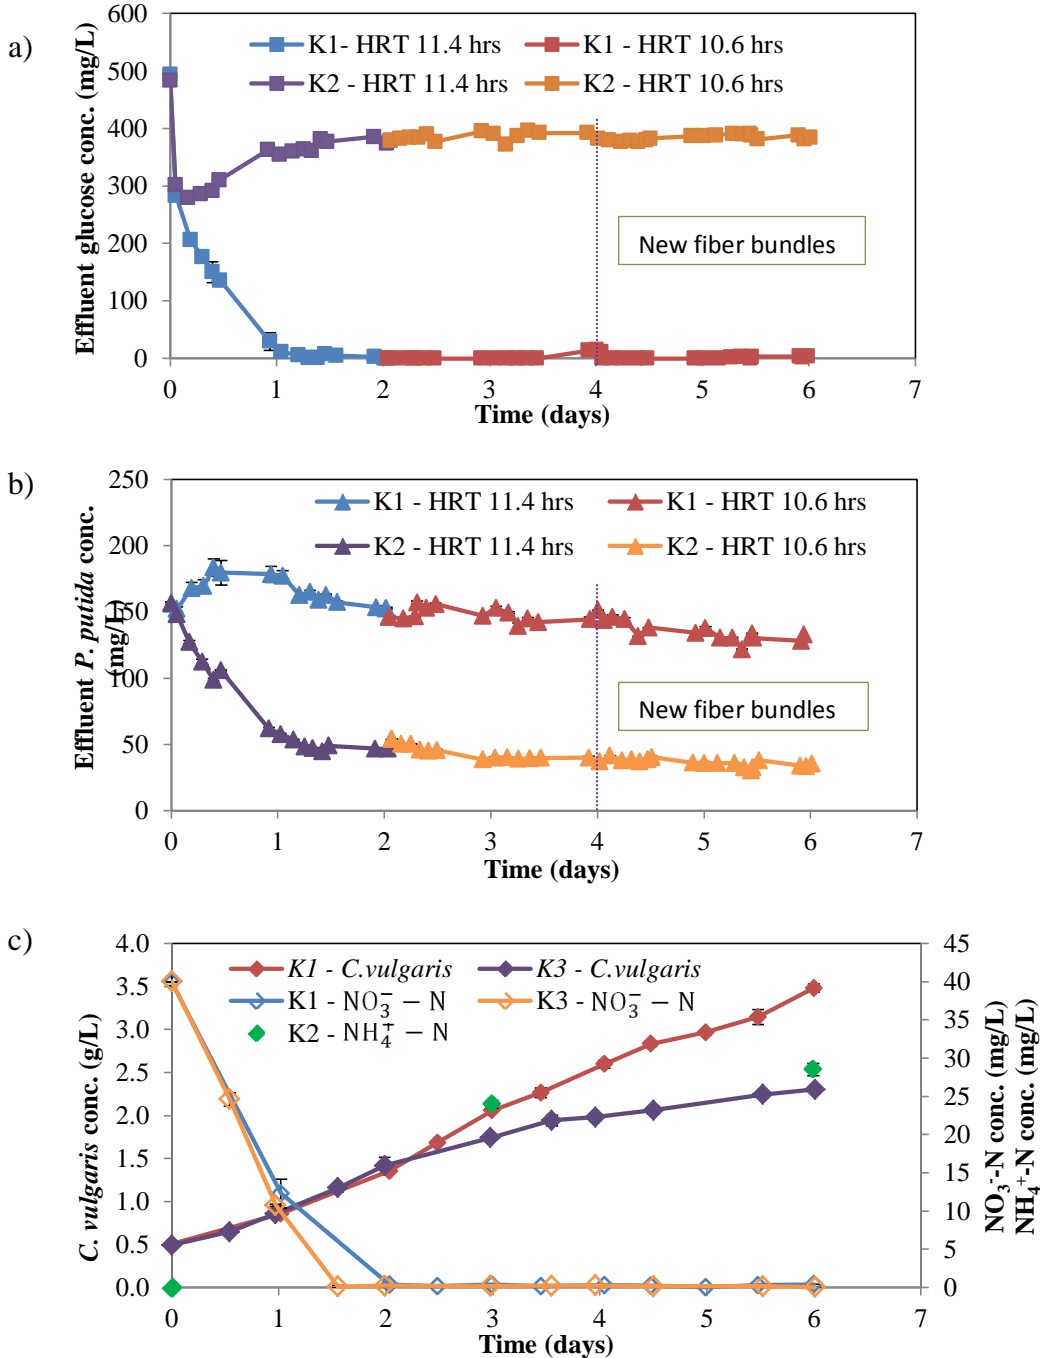 a)
Effluent glucose conc. (mg/L)
600
500
400
300
200
100
0
K1- HRT 11.4 hrs
K1 - HRT 10.6 hrs
K2 - HRT 11.4 hrs
K2 - HRT 10.6 hrs
New fiber bundles
0 1 2 3 4 5 6 7
Time (days)
b)
Effluent P. putida conc.
(mg/L)
250
200
150
100
50
0
K1 - HRT 11.4 hrs
K1 - HRT 10.6 hrs
K2 - HRT 11.4 hrs
K2 - HRT 10.6 hrs
New fiber bundles
0 1 2 3 4 5 6 7
Time (days)
c)
C. vulgaris conc. (g/L)
4.0
3.5
3.0
2.5
2.0
1.5
1.0
0.5
0.0
K1 - C.vulgaris
K3 - C.vulgaris
K1 - NO₃⁻ − N
K3 - NO₃⁻ − N
K2 - NH₄⁺ − N
45
40
35
30
25
20
15
10
5
0
NO₃⁻-N conc. (mg/L)
NH₄⁺-N conc. (mg/L)
0 1 2 3 4 5 6 7
Time (days)